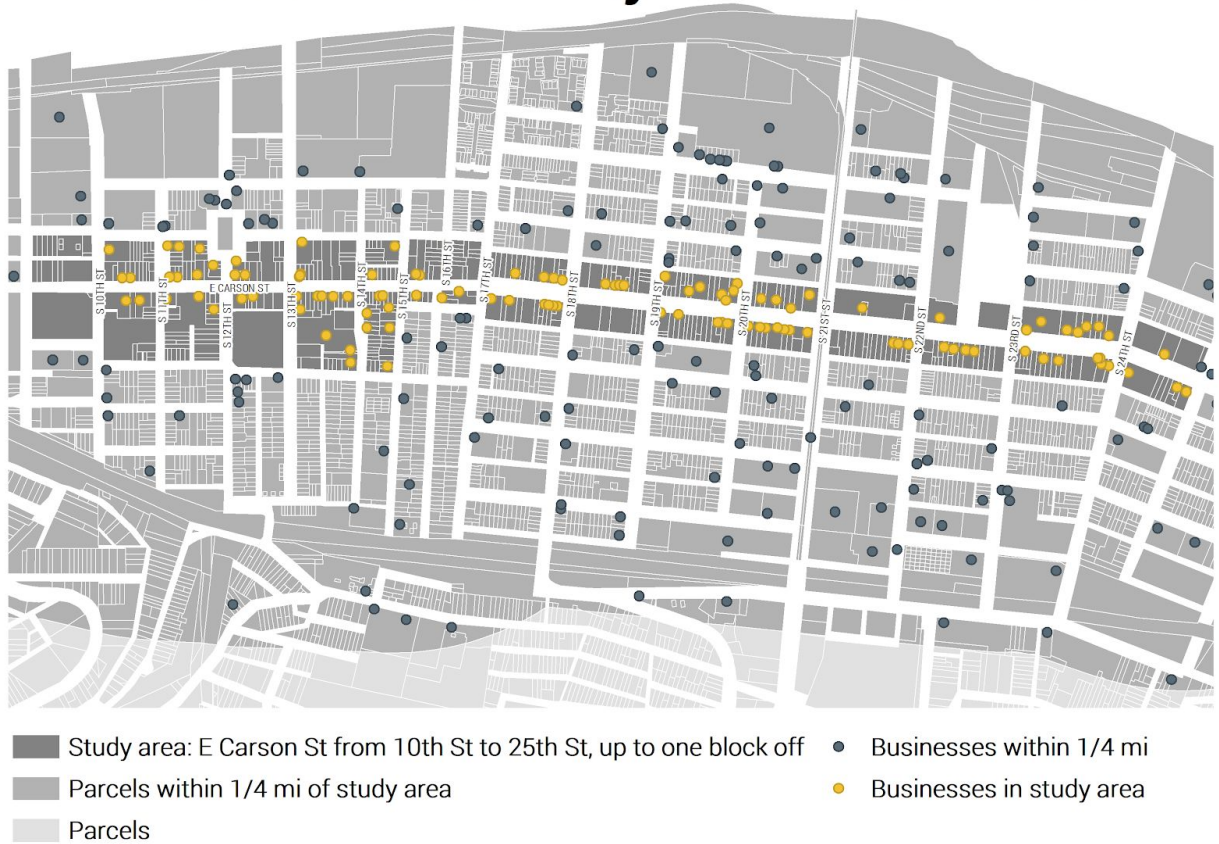 S 10TH ST
S 11TH ST
S 12TH ST
E CARSON ST
S 13TH ST
S 14TH ST
S 15TH ST
S 16TH ST
S 17TH ST
S 18TH ST
S 19TH ST
S 20TH ST
S 21ST ST
S 22ND ST
S 23RD ST
S 24TH ST
Study area: E Carson St from 10th St to 25th St, up to one block off
Businesses within 1/4 mi
Parcels within 1/4 mi of study area
Businesses in study area
Parcels